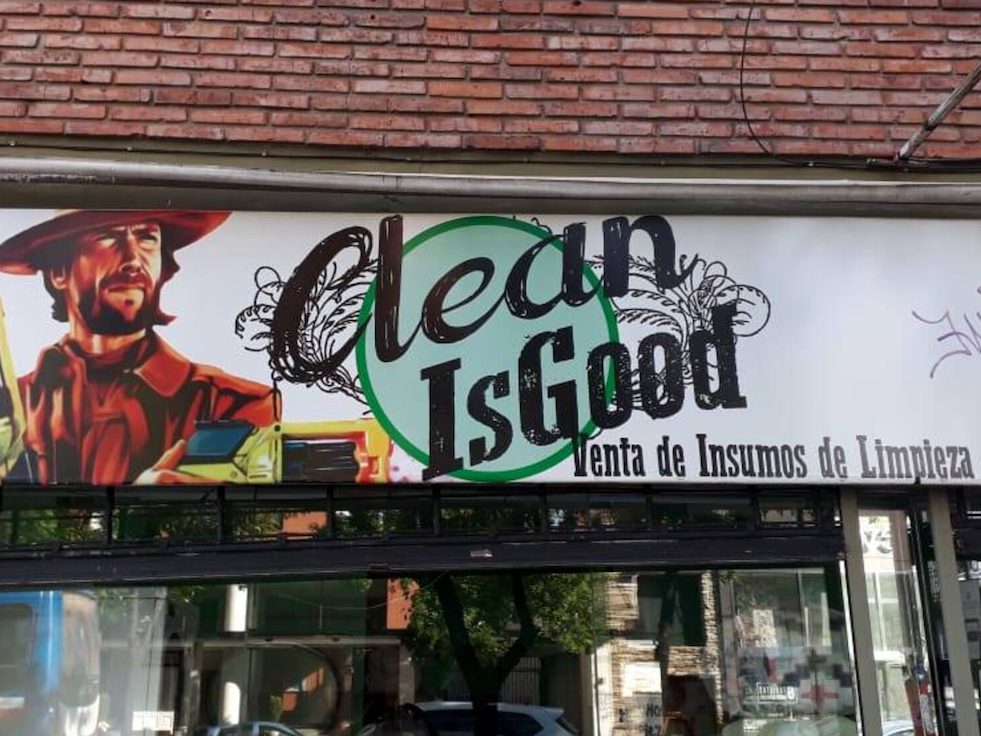 Clean
IsGood
Venta de Insumos de Limpieza